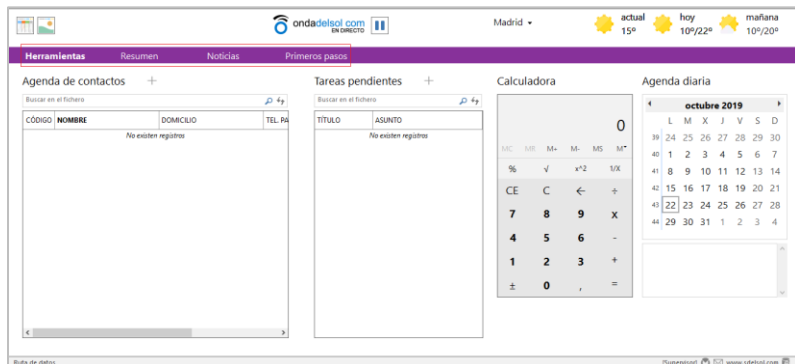 ondadelsol com
EN DIRECTO
Madrid
actual
15º
hoy
10º/22º
mañana
10º/20º
Herramientas Resumen Noticias Primeros pasos
Agenda de contactos +
Buscar en el fichero
CÓDIGO NOMBRE DOMICILIO TEL. PA
No existen registros
Tareas pendientes +
Buscar en el fichero
TÍTULO ASUNTO
No existen registros
Calculadora
0
MC MR M+ M- MS M
% √ x^2 1/X
CE C ← ÷
7 8 9 x
4 5 6 -
1 2 3 +
± 0 , =
Agenda diaria
octubre 2019
L M X J V S D
39 24 25 26 27 28 29 30
40 1 2 3 4 5 6 7
41 8 9 10 11 12 13 14
42 15 16 17 18 19 20 21
43 22 23 24 25 26 27 28
44 29 30 31 1 2 3 4
Ruta de datos
www.sdelsol.com